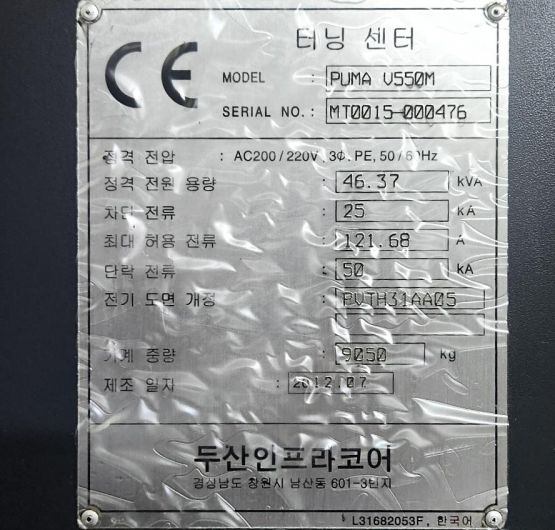 CE
터닝 센터
MODEL : PUMA V550M
SERIAL NO. : MT0015-000476
정격 전압 : AC200/220V, 3Φ, PE, 50/60Hz
정격 전원 용량 : 46.37 kVA
차단 전류 : 25 kA
최대 허용 전류 : 121.68 A
단락 전류 : 50 kA
전기 도면 개정 : PVTH31AA05
기계 중량 : 9050 kg
제조 일자 : 2012.07
두산인프라코어
경상남도 창원시 남산동 601-3번지
L31682053F, 한국어